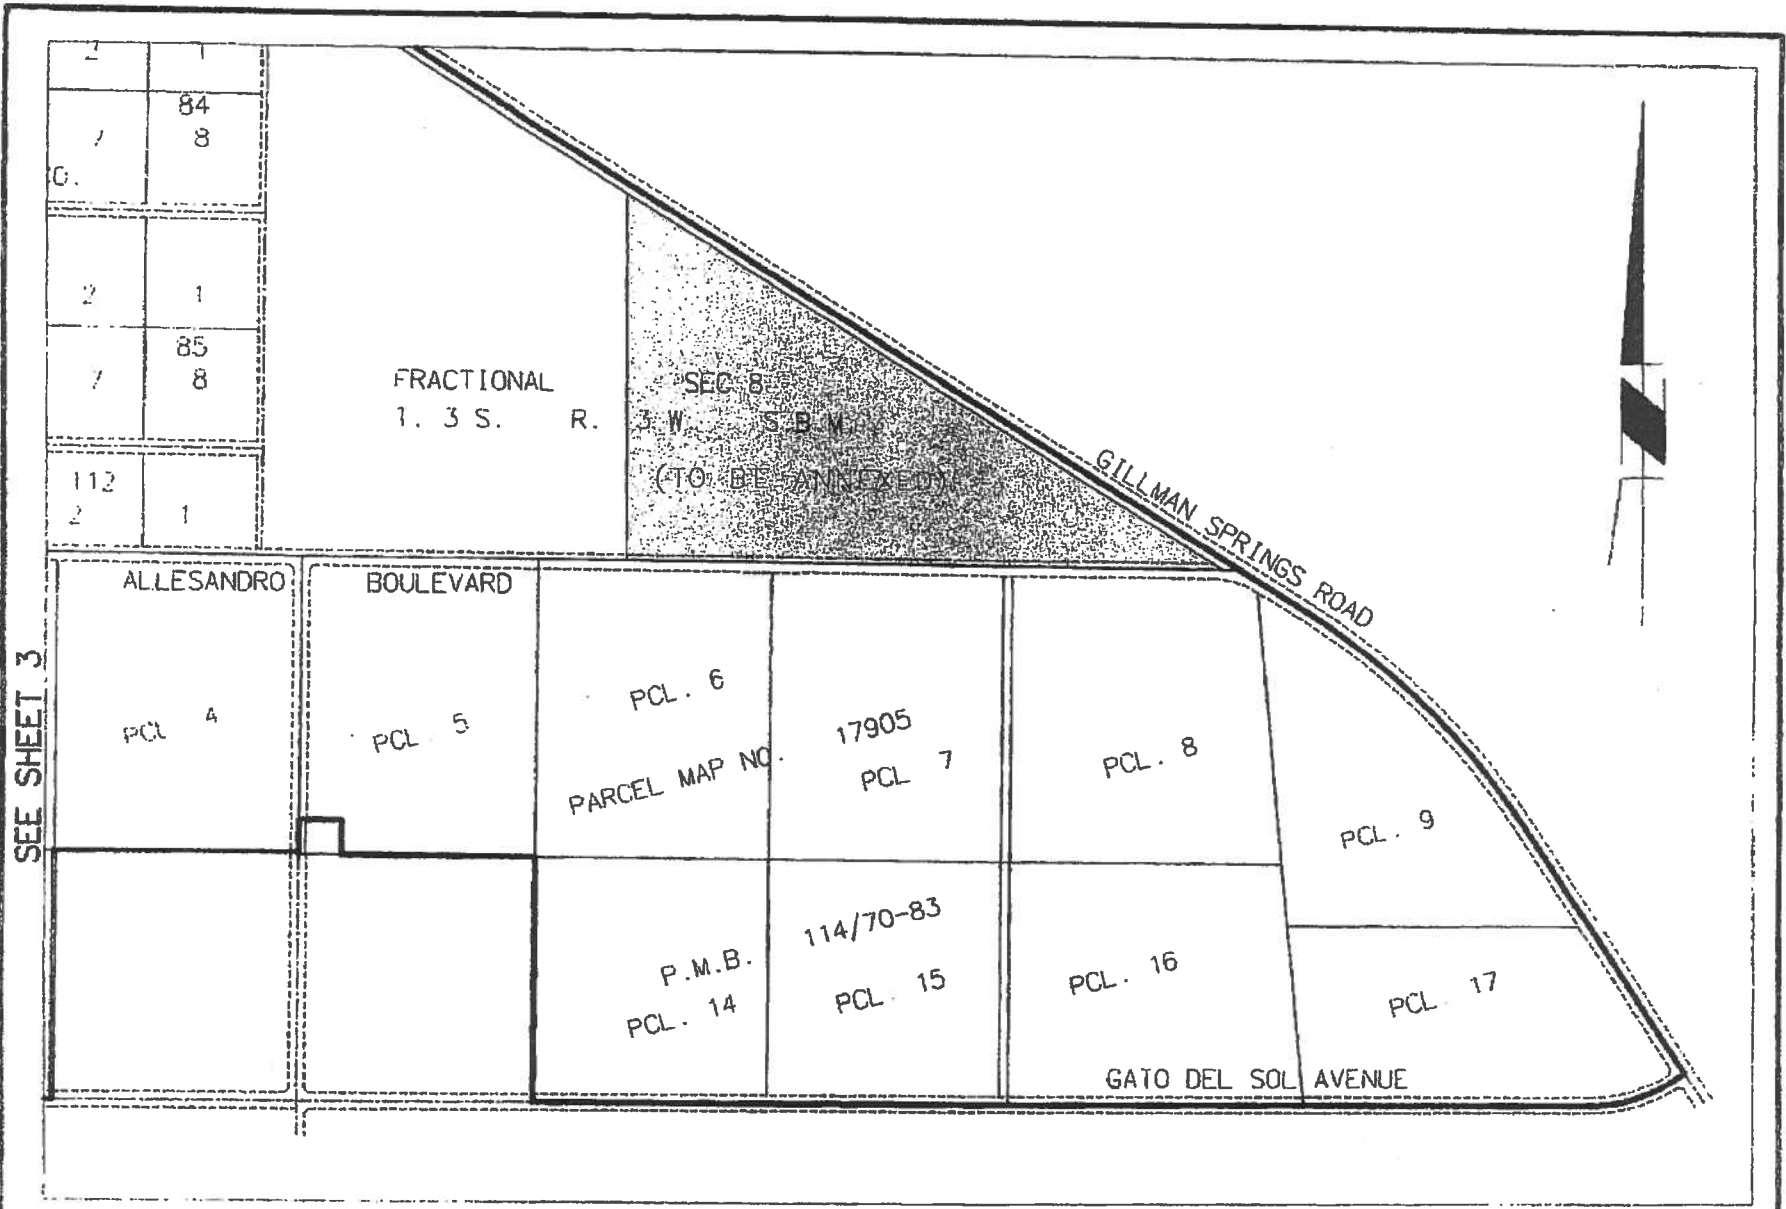 2 1
84
7 8
O.
2 1
85
7 8
112
2 1
FRACTIONAL SEC 8
T. 3 S. R. 3 W. S.B.M.
(TO BE ANNEXED)
GILLMAN SPRINGS ROAD
ALLESANDRO BOULEVARD
SEE SHEET 3
PCL 4
PCL 5
PCL. 6
PARCEL MAP NO. 17905
PCL 7
PCL. 8
PCL. 9
P.M.B. 114/70-83
PCL. 14
PCL. 15
PCL. 16
PCL 17
GATO DEL SOL AVENUE
N